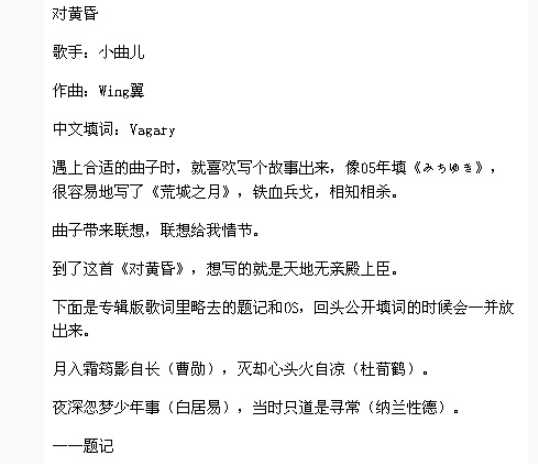 对黄昏
歌手：小曲儿
作曲：Wing翼
中文填词：Vagary
遇上合适的曲子时，就喜欢写个故事出来，像05年填《みちゆき》，
很容易地写了《荒城之月》，铁血兵戈，相知相杀。
曲子带来联想，联想给我情节。
到了这首《对黄昏》，想写的就是天地无亲殿上臣。
下面是专辑版歌词里略去的题记和OS，回头公开填词的时候会一并放
出来。
月入霜筠影自长（曹勋），灭却心头火自凉（杜荀鹤）。
夜深忽梦少年事（白居易），当时只道是寻常（纳兰性德）。
——题记